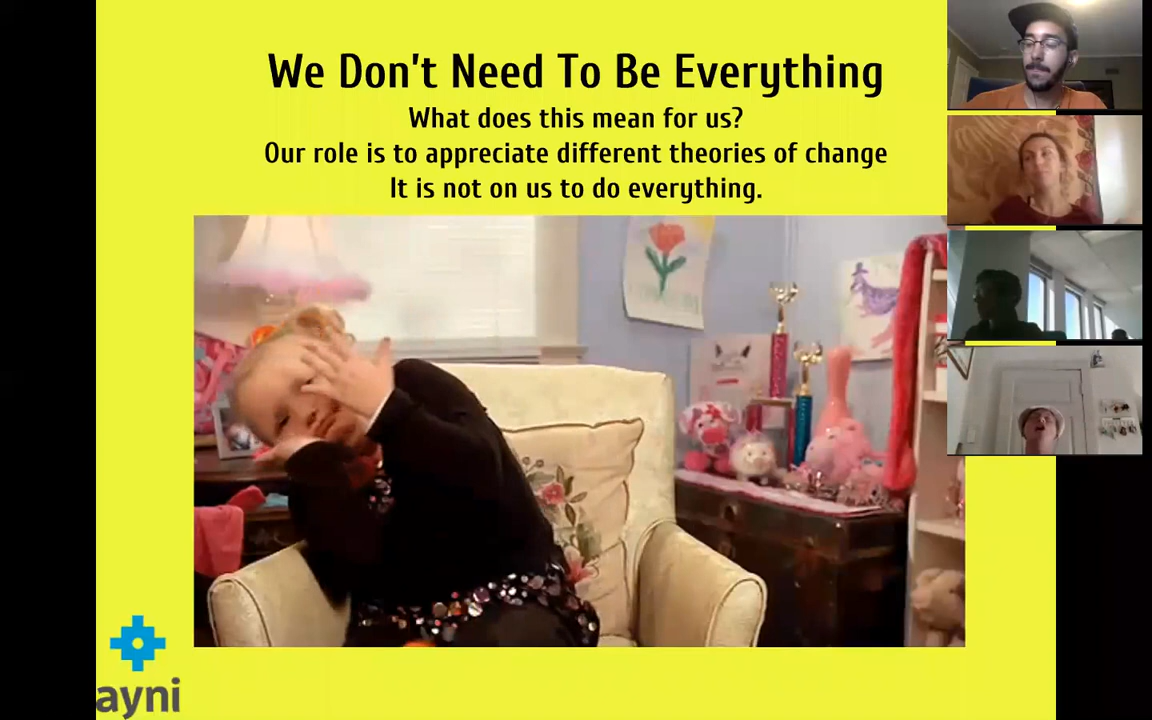 We Don't Need To Be Everything
What does this mean for us?
Our role is to appreciate different theories of change
It is not on us to do everything.
ayni